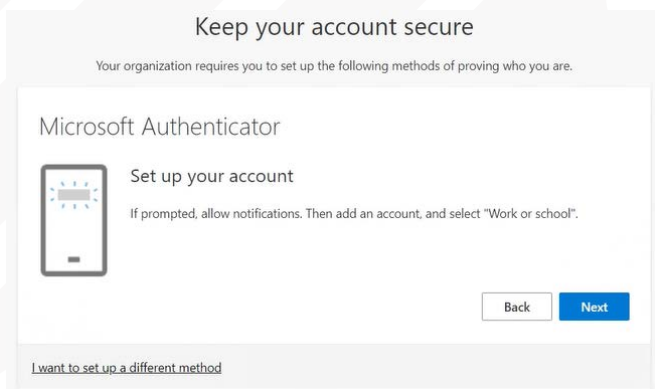 Keep your account secure
Your organization requires you to set up the following methods of proving who you are.
Microsoft Authenticator
Set up your account
If prompted, allow notifications. Then add an account, and select "Work or school".
Back Next
I want to set up a different method